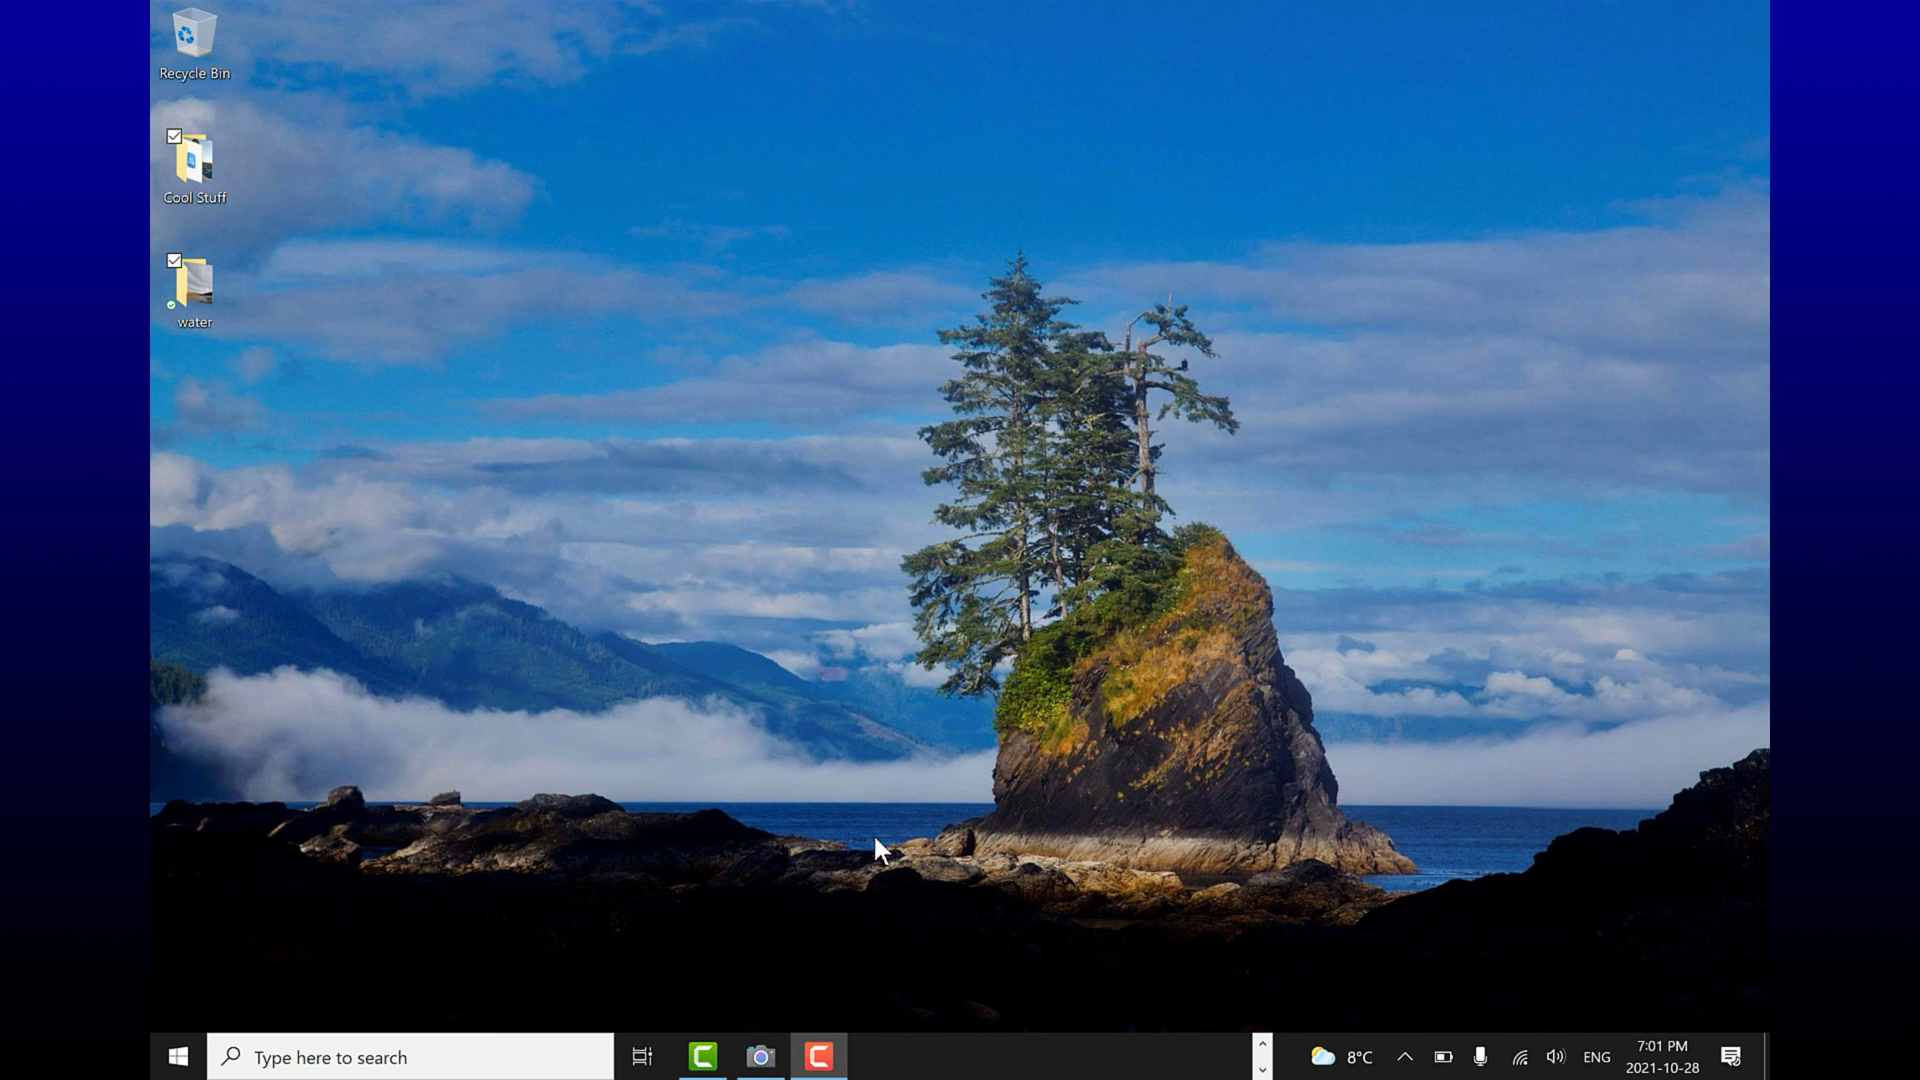 Recycle Bin
Cool Stuff
water
Type here to search
8°C
ENG
7:01 PM
2021-10-28